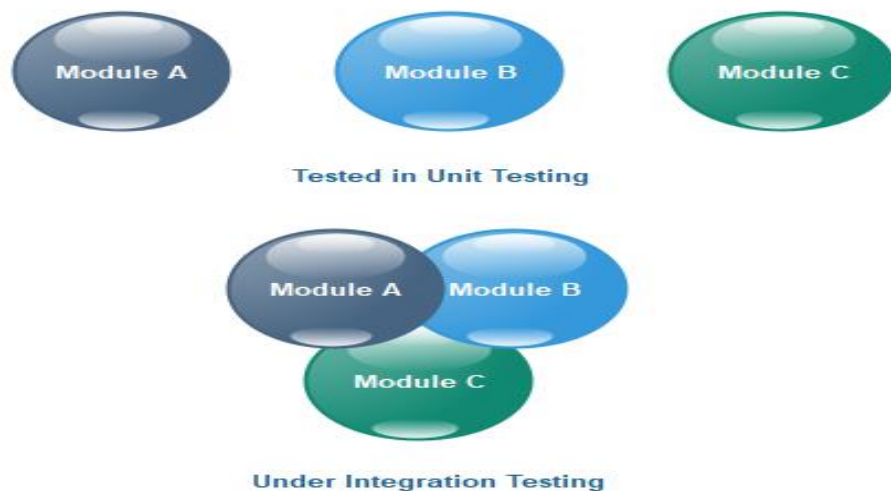 Module A
Module B
Module C
Tested in Unit Testing
Module A
Module B
Module C
Under Integration Testing